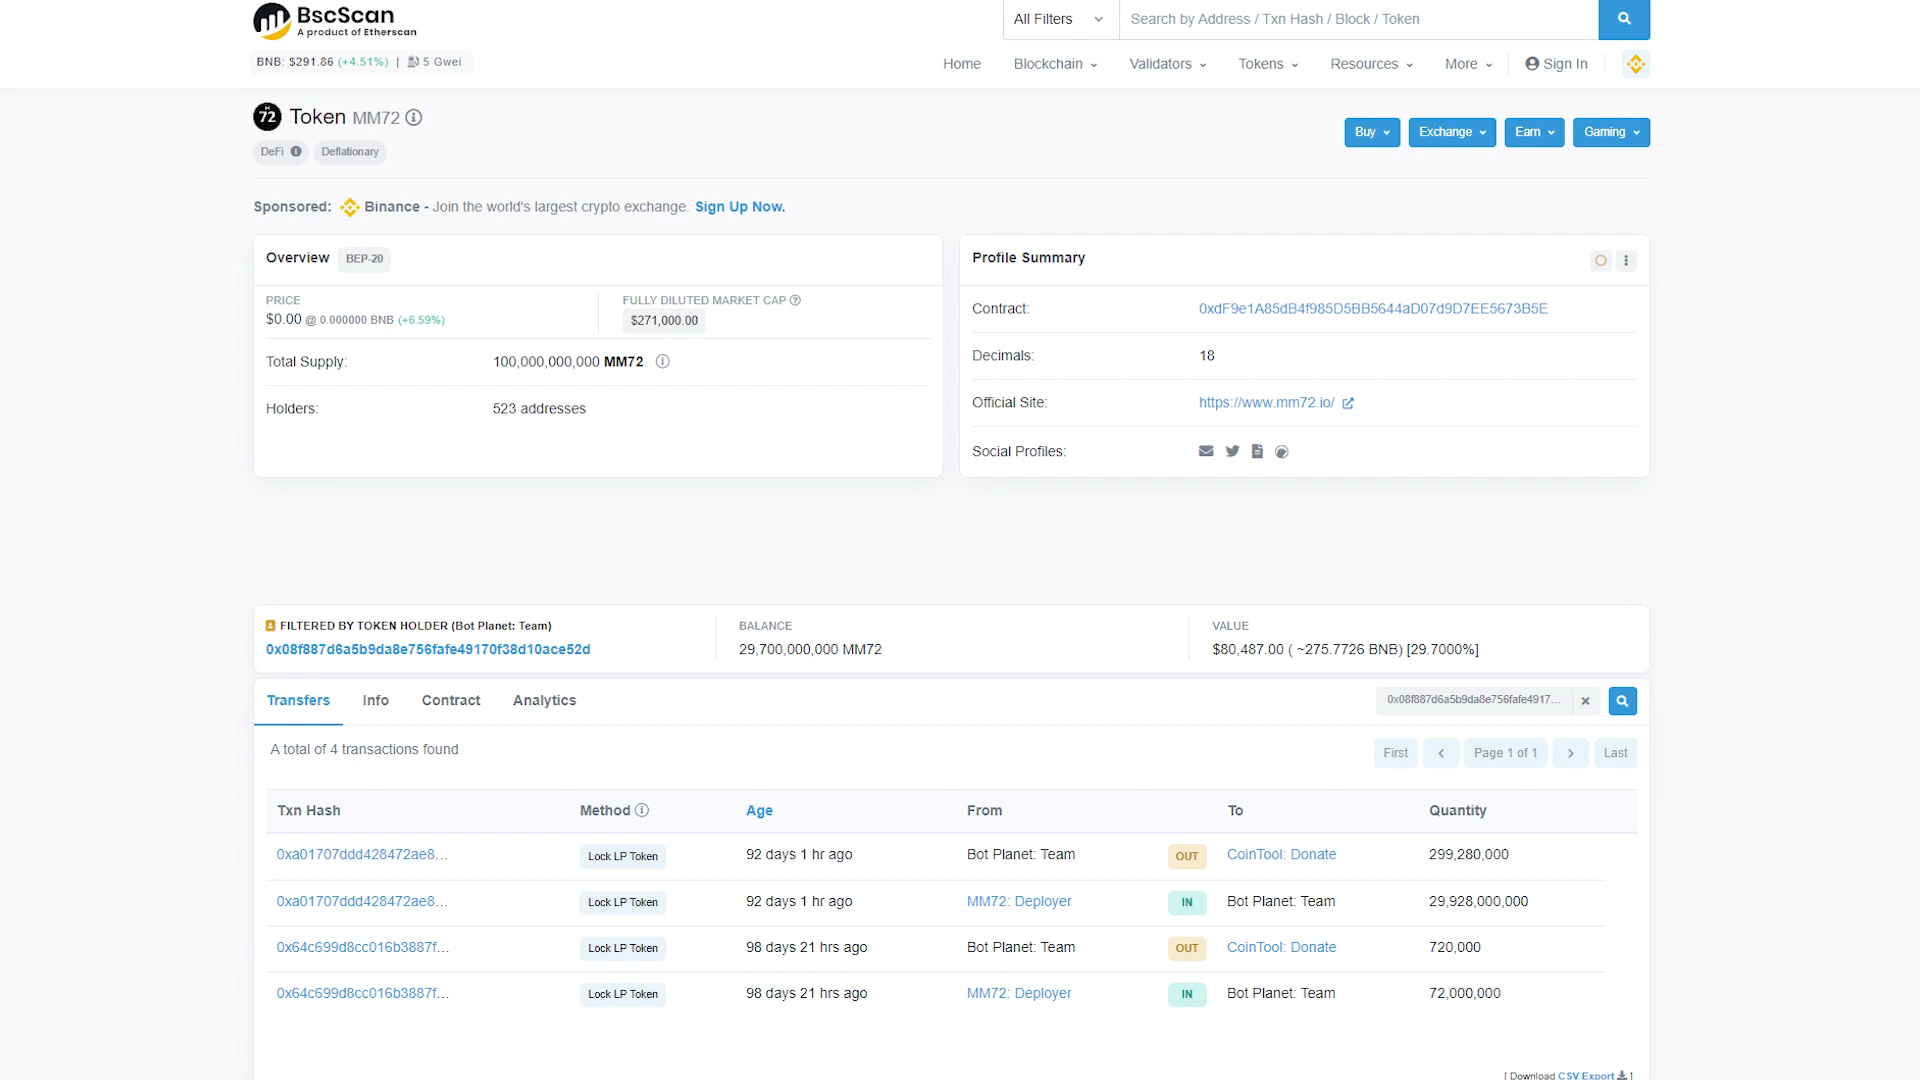 BscScan
A product of Etherscan
All Filters
Search by Address / Txn Hash / Block / Token
BNB: $291.86 (+4.51%) | 5 Gwei
Home Blockchain Validators Tokens Resources More Sign In
72 Token MM72
DeFi Deflationary
Buy Exchange Earn Gaming
Sponsored: Binance - Join the world's largest crypto exchange. Sign Up Now.
Overview BEP-20
PRICE
$0.00 @ 0.000000 BNB (+6.59%)
FULLY DILUTED MARKET CAP
$271,000.00
Total Supply: 100,000,000,000 MM72
Holders: 523 addresses
Profile Summary
Contract: 0xdF9e1A85dB4f985D5BB5644aD07d9D7EE5673B5E
Decimals: 18
Official Site: https://www.mm72.io/
Social Profiles:
FILTERED BY TOKEN HOLDER (Bot Planet: Team)
0x08f887d6a5b9da8e756fafe49170f38d10ace52d
BALANCE
29,700,000,000 MM72
VALUE
$80,487.00 ( ~275.7726 BNB) [29.7000%]
Transfers Info Contract Analytics
0x08f887d6a5b9da8e756fafe4917...
A total of 4 transactions found
First Page 1 of 1 Last
Txn Hash Method Age From To Quantity
0xa01707ddd428472ae8... Lock LP Token 92 days 1 hr ago Bot Planet: Team OUT CoinTool: Donate 299,280,000
0xa01707ddd428472ae8... Lock LP Token 92 days 1 hr ago MM72: Deployer IN Bot Planet: Team 29,928,000,000
0x64c699d8cc016b3887f... Lock LP Token 98 days 21 hrs ago Bot Planet: Team OUT CoinTool: Donate 720,000
0x64c699d8cc016b3887f... Lock LP Token 98 days 21 hrs ago MM72: Deployer IN Bot Planet: Team 72,000,000
[ Download CSV Export ]